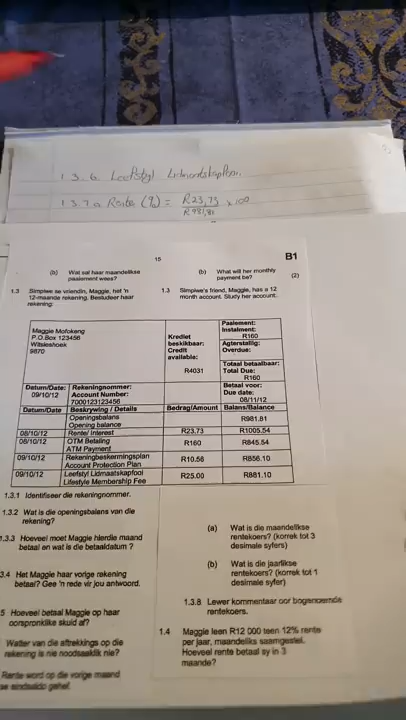 1.3.6 Leefstyl Lidmaatskapfooi.
1.3.7.a Rente (%) = R23,73 x 100
R981,81
15
B1
(b) Wat sal haar maandelikse paaiement wees?
(b) What will her monthly payment be?
(2)
1.3 Simpiwe se vriendin, Maggie, het 'n 12-maande rekening. Bestudeer haar rekening:
1.3 Simpiwe's friend, Maggie, has a 12 month account. Study her account.
Maggie Mofokeng
P.O.Box 123456
Witsieshoek
9870
Krediet beskikbaar:
Credit available:
R4031
Paaiement:
Instalment:
R160
Agterstallig:
Overdue:
Totaal betaalbaar:
Total Due:
R160
Datum/Date:
09/10/12
Rekeningnommer:
Account Number:
7000123123456
Betaal voor:
Due date:
08/11/12
Datum/Date Beskrywing / Details Bedrag/Amount Balans/Balance
Openingsbalans
Opening balance
R981.81
08/10/12 Rente/ Interest R23.73 R1005.54
08/10/12 OTM Betaling
ATM Payment
R160 R845.54
09/10/12 Rekeningbeskermingsplan
Account Protection Plan
R10.56 R856.10
09/10/12 Leefstyl Lidmaatskapfooi
Lifestyle Membership Fee
R25.00 R881.10
1.3.1 Identifiseer die rekeningnommer.
1.3.2 Wat is die openingsbalans van die rekening?
1.3.3 Hoeveel moet Maggie hierdie maand betaal en wat is die betaaldatum ?
3.4 Het Maggie haar vorige rekening betaal? Gee 'n rede vir jou antwoord.
5 Hoeveel betaal Maggie op haar oorspronklike skuld af?
Watter van die aftrekkings op die rekening is nie noodsaaklik nie?
Rente word op die vorige maand
(a) Wat is die maandelikse rentekoers? (korrek tot 3 desimale syfers)
(b) Wat is die jaarlikse rentekoers? (korrek tot 1 desimale syfer)
1.3.8 Lewer kommentaar oor bogenoemde rentekoers.
1.4 Maggie leen R12 000 teen 12% rente per jaar, maandeliks saamgestel. Hoeveel rente betaal sy in 3 maande?